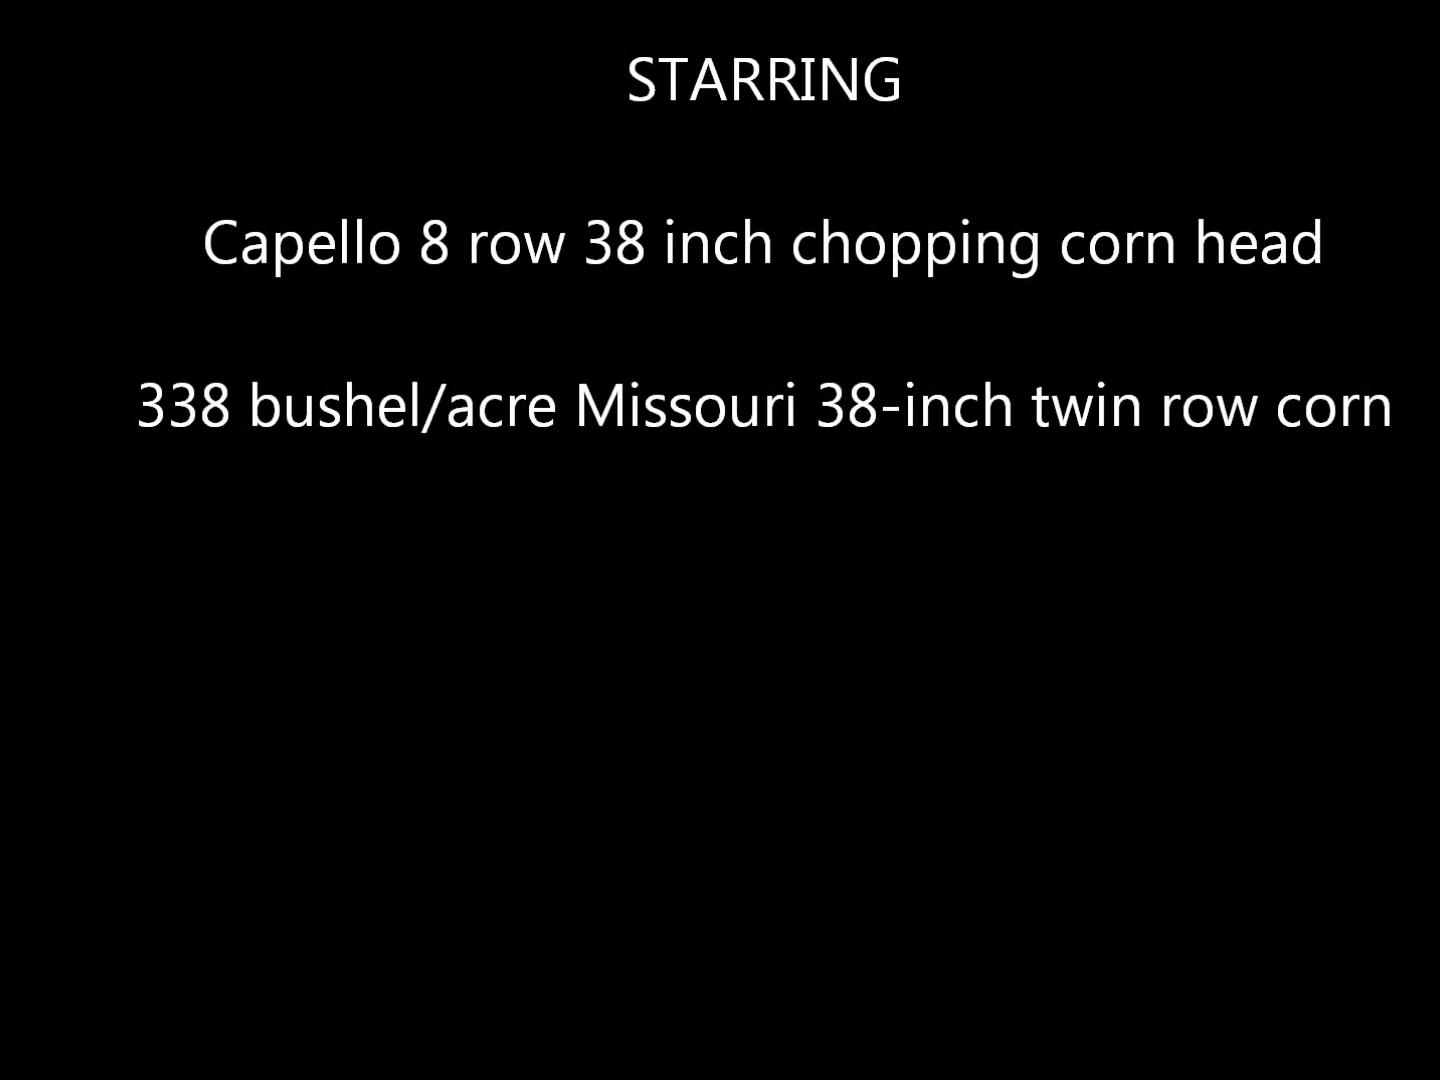 STARRING
Capello 8 row 38 inch chopping corn head
338 bushel/acre Missouri 38-inch twin row corn